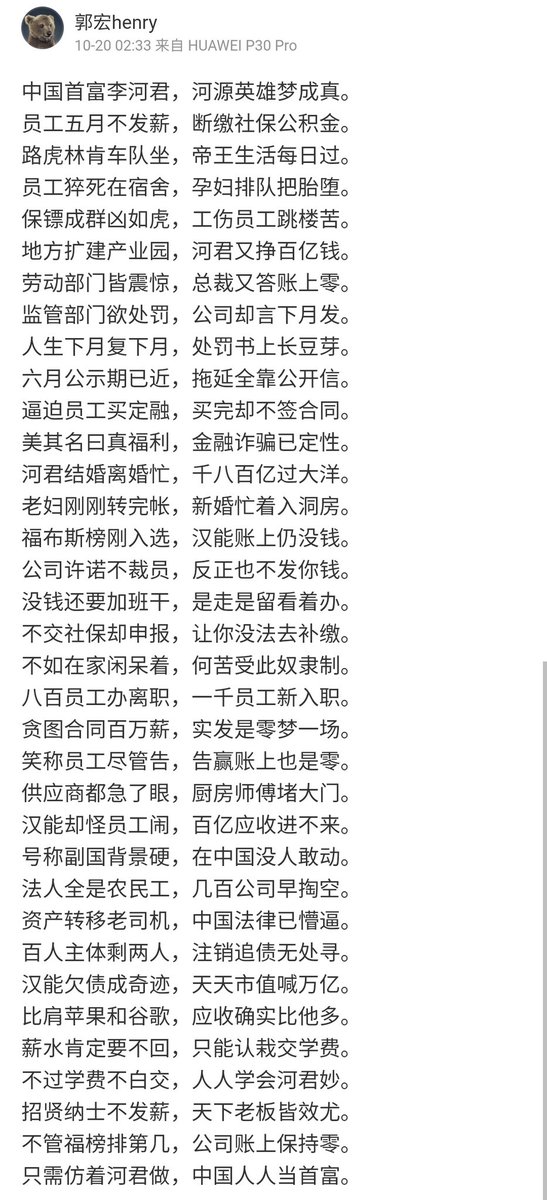 郭宏henry
10-20 02:33 来自 HUAWEI P30 Pro
中国首富李河君，河源英雄梦成真。
员工五月不发薪，断缴社保公积金。
路虎林肯车队坐，帝王生活每日过。
员工猝死在宿舍，孕妇排队把胎堕。
保镖成群凶如虎，工伤员工跳楼苦。
地方扩建产业园，河君又挣百亿钱。
劳动部门皆震惊，总裁又答账上零。
监管部门欲处罚，公司却言下月发。
人生下月复下月，处罚书上长豆芽。
六月公示期已近，拖延全靠公开信。
逼迫员工买定融，买完却不签合同。
美其名曰真福利，金融诈骗已定性。
河君结婚离婚忙，千八百亿过大洋。
老妇刚刚转完帐，新婚忙着入洞房。
福布斯榜刚入选，汉能账上仍没钱。
公司许诺不裁员，反正也不发你钱。
没钱还要加班干，是走是留看着办。
不交社保却申报，让你没法去补缴。
不如在家闲呆着，何苦受此奴隶制。
八百员工办离职，一千员工新入职。
贪图合同百万薪，实发是零梦一场。
笑称员工尽管告，告赢账上也是零。
供应商都急了眼，厨房师傅堵大门。
汉能却怪员工闹，百亿应收进不来。
号称副国背景硬，在中国没人敢动。
法人全是农民工，几百公司早掏空。
资产转移老司机，中国法律已懵逼。
百人主体剩两人，注销追债无处寻。
汉能欠债成奇迹，天天市值喊万亿。
比肩苹果和谷歌，应收确实比他多。
薪水肯定要不回，只能认栽交学费。
不过学费不白交，人人学会河君妙。
招贤纳士不发薪，天下老板皆效尤。
不管福榜排第几，公司账上保持零。
只需仿着河君做，中国人人当首富。